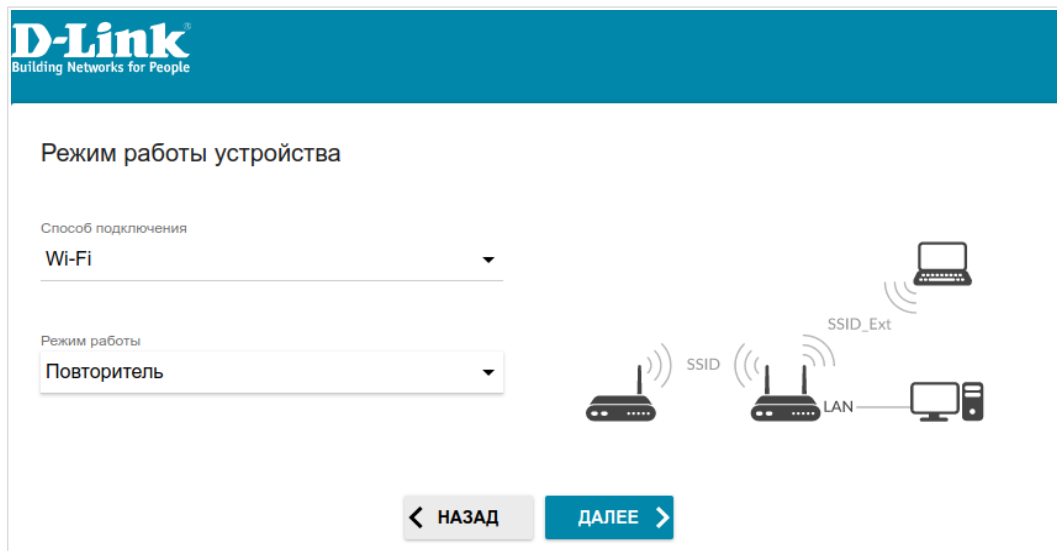 D-Link®
Building Networks for People
Режим работы устройства
Способ подключения
Wi-Fi
Режим работы
Повторитель
SSID
SSID_Ext
LAN
НАЗАД
ДАЛЕЕ